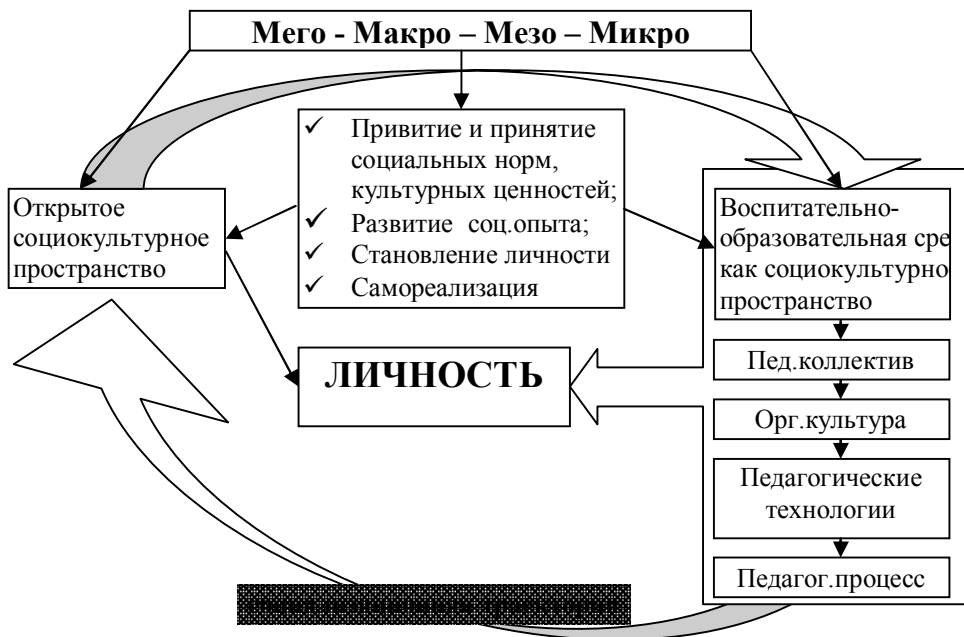 Мего - Макро – Мезо – Микро
✓ Привитие и принятие
социальных норм,
культурных ценностей;
✓ Развитие соц.опыта;
✓ Становление личности
✓ Самореализация
Открытое
социокультурное
пространство
Воспитательно-
образовательная сре
как социокультурно
пространство
ЛИЧНОСТЬ
Пед.коллектив
Орг.культура
Педагогические
технологии
Педагог.процесс